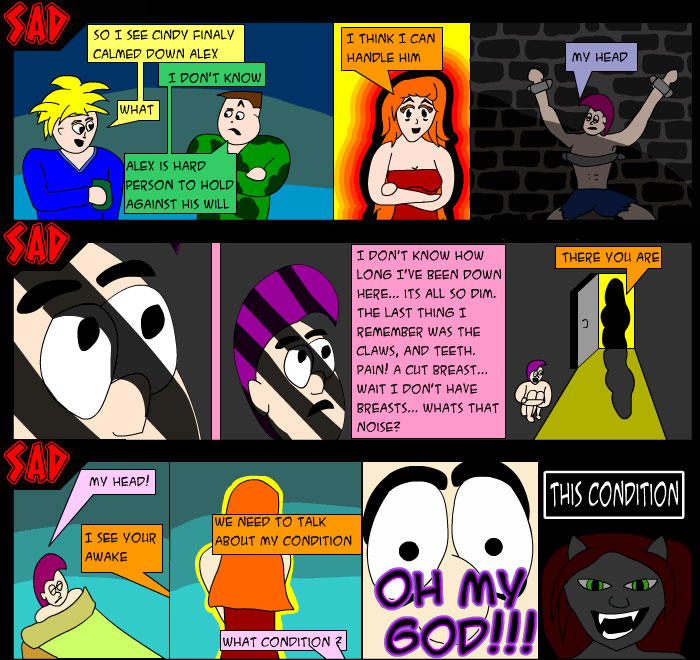 SAD
SO I SEE CINDY FINALY
CALMED DOWN ALEX
I DON'T KNOW
WHAT
ALEX IS HARD
PERSON TO HOLD
AGAINST HIS WILL
I THINK I CAN
HANDLE HIM
MY HEAD
SAD
I DON'T KNOW HOW
LONG I'VE BEEN DOWN
HERE... ITS ALL SO DIM.
THE LAST THING I
REMEMBER WAS THE
CLAWS, AND TEETH.
PAIN! A CUT BREAST...
WAIT I DON'T HAVE
BREASTS... WHATS THAT
NOISE?
THERE YOU ARE
SAD
MY HEAD!
I SEE YOUR
AWAKE
WE NEED TO TALK
ABOUT MY CONDITION
WHAT CONDITION ?
OH MY
GOD!!!
THIS CONDITION